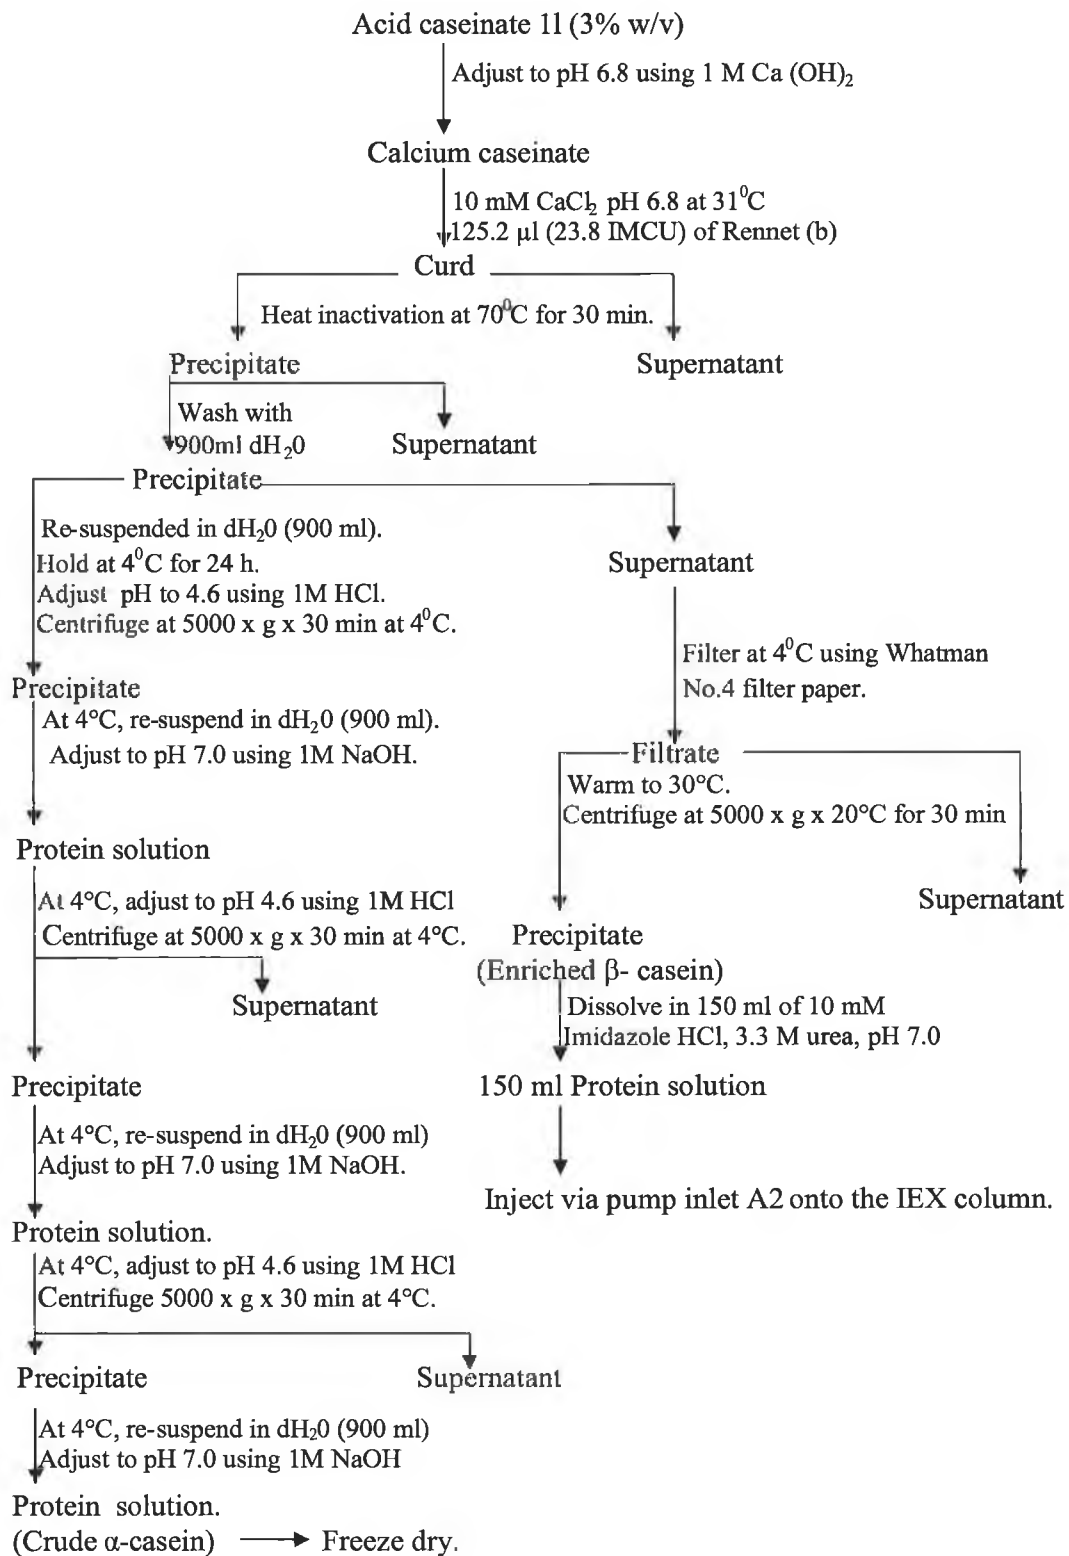 Acid caseinate 1l (3% w/v)
Adjust to pH 6.8 using 1 M Ca (OH)2
Calcium caseinate
10 mM CaCl2 pH 6.8 at 31⁰C
125.2 µl (23.8 IMCU) of Rennet (b)
Curd
Heat inactivation at 70⁰C for 30 min.
Precipitate
Supernatant
Wash with
900ml dH20
Supernatant
Precipitate
Re-suspended in dH20 (900 ml).
Hold at 4⁰C for 24 h.
Adjust pH to 4.6 using 1M HCl.
Centrifuge at 5000 x g x 30 min at 4⁰C.
Precipitate
At 4°C, re-suspend in dH20 (900 ml).
Adjust to pH 7.0 using 1M NaOH.
Protein solution
At 4°C, adjust to pH 4.6 using 1M HCl
Centrifuge at 5000 x g x 30 min at 4°C.
Supernatant
Precipitate
At 4°C, re-suspend in dH20 (900 ml)
Adjust to pH 7.0 using 1M NaOH.
Protein solution.
At 4°C, adjust to pH 4.6 using 1M HCl
Centrifuge 5000 x g x 30 min at 4°C.
Precipitate
Supernatant
At 4°C, re-suspend in dH20 (900 ml)
Adjust to pH 7.0 using 1M NaOH
Protein solution.
(Crude α-casein)
Freeze dry.
Supernatant
Filter at 4⁰C using Whatman
No.4 filter paper.
Filtrate
Warm to 30°C.
Centrifuge at 5000 x g x 20°C for 30 min
Supernatant
Precipitate
(Enriched β- casein)
Dissolve in 150 ml of 10 mM
Imidazole HCl, 3.3 M urea, pH 7.0
150 ml Protein solution
Inject via pump inlet A2 onto the IEX column.